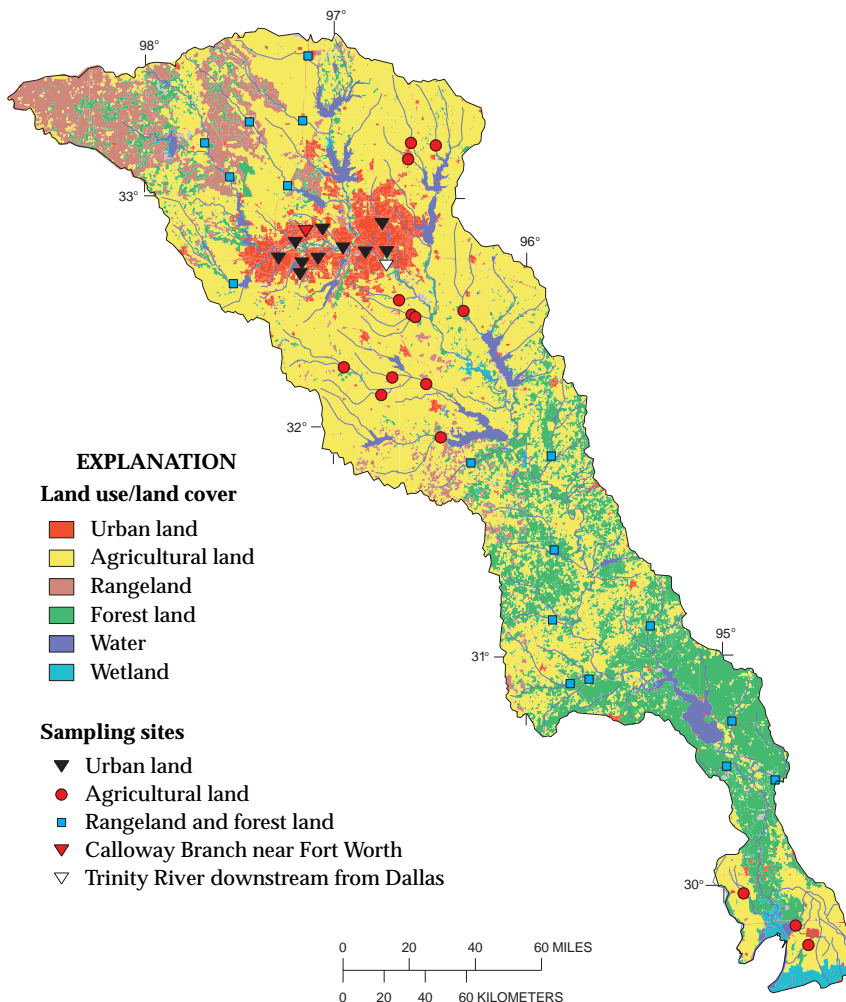 97°
98°
33°
96°
32°
EXPLANATION
Land use/land cover
Urban land
Agricultural land
Rangeland
Forest land
Water
Wetland
95°
31°
Sampling sites
Urban land
Agricultural land
Rangeland and forest land
Calloway Branch near Fort Worth
Trinity River downstream from Dallas
30°
0 20 40 60 MILES
0 20 40 60 KILOMETERS